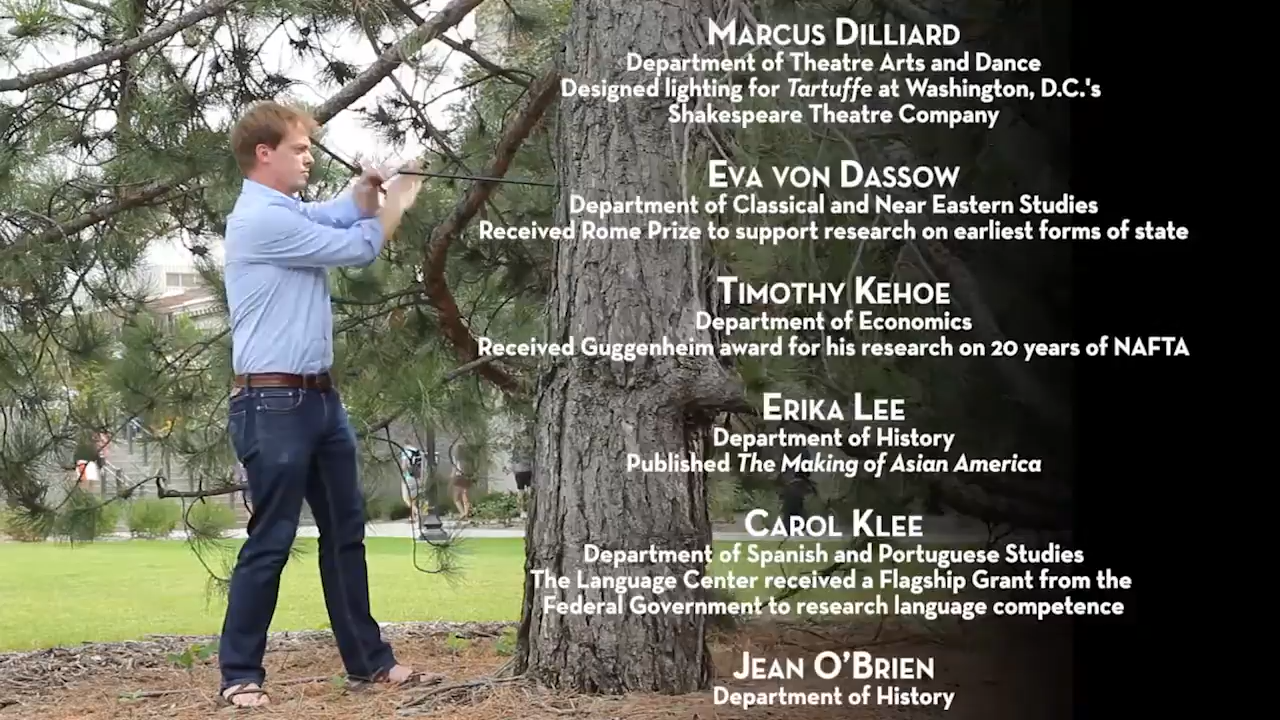 MARCUS DILLIARD
Department of Theatre Arts and Dance
Designed lighting for Tartuffe at Washington, D.C.'s
Shakespeare Theatre Company
EVA VON DASSOW
Department of Classical and Near Eastern Studies
Received Rome Prize to support research on earliest forms of state
TIMOTHY KEHOE
Department of Economics
Received Guggenheim award for his research on 20 years of NAFTA
ERIKA LEE
Department of History
Published The Making of Asian America
CAROL KLEE
Department of Spanish and Portuguese Studies
The Language Center received a Flagship Grant from the
Federal Government to research language competence
JEAN O'BRIEN
Department of History